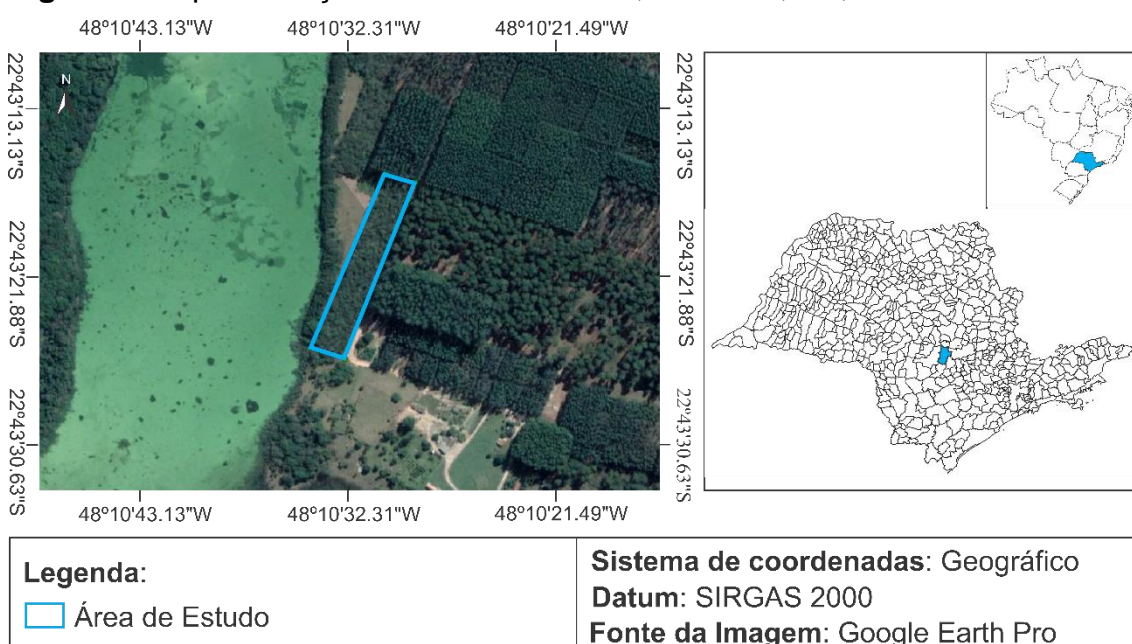 48º10'43.13"W 48º10'32.31"W 48º10'21.49"W
22º43'13.13"S
22º43'21.88"S
22º43'30.63"S
N
22º43'13.13"S
22º43'21.88"S
22º43'30.63"S
48º10'43.13"W 48º10'32.31"W 48º10'21.49"W
Legenda:
Área de Estudo
Sistema de coordenadas: Geográfico
Datum: SIRGAS 2000
Fonte da Imagem: Google Earth Pro